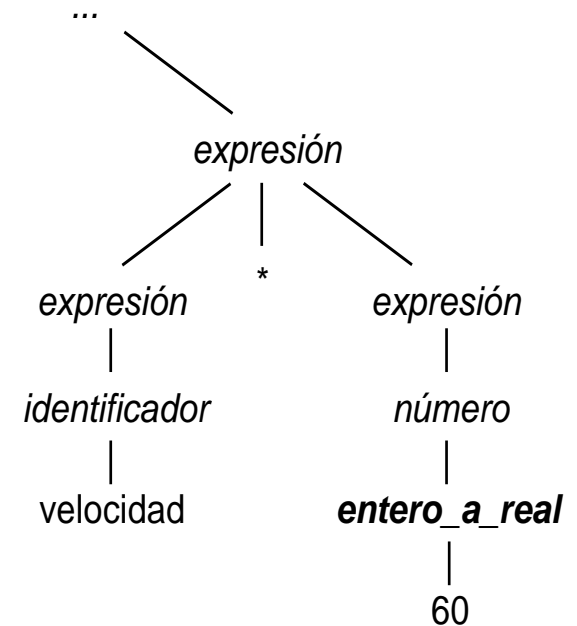 ...
expresión
*
expresión expresión
identificador número
velocidad entero_a_real
60